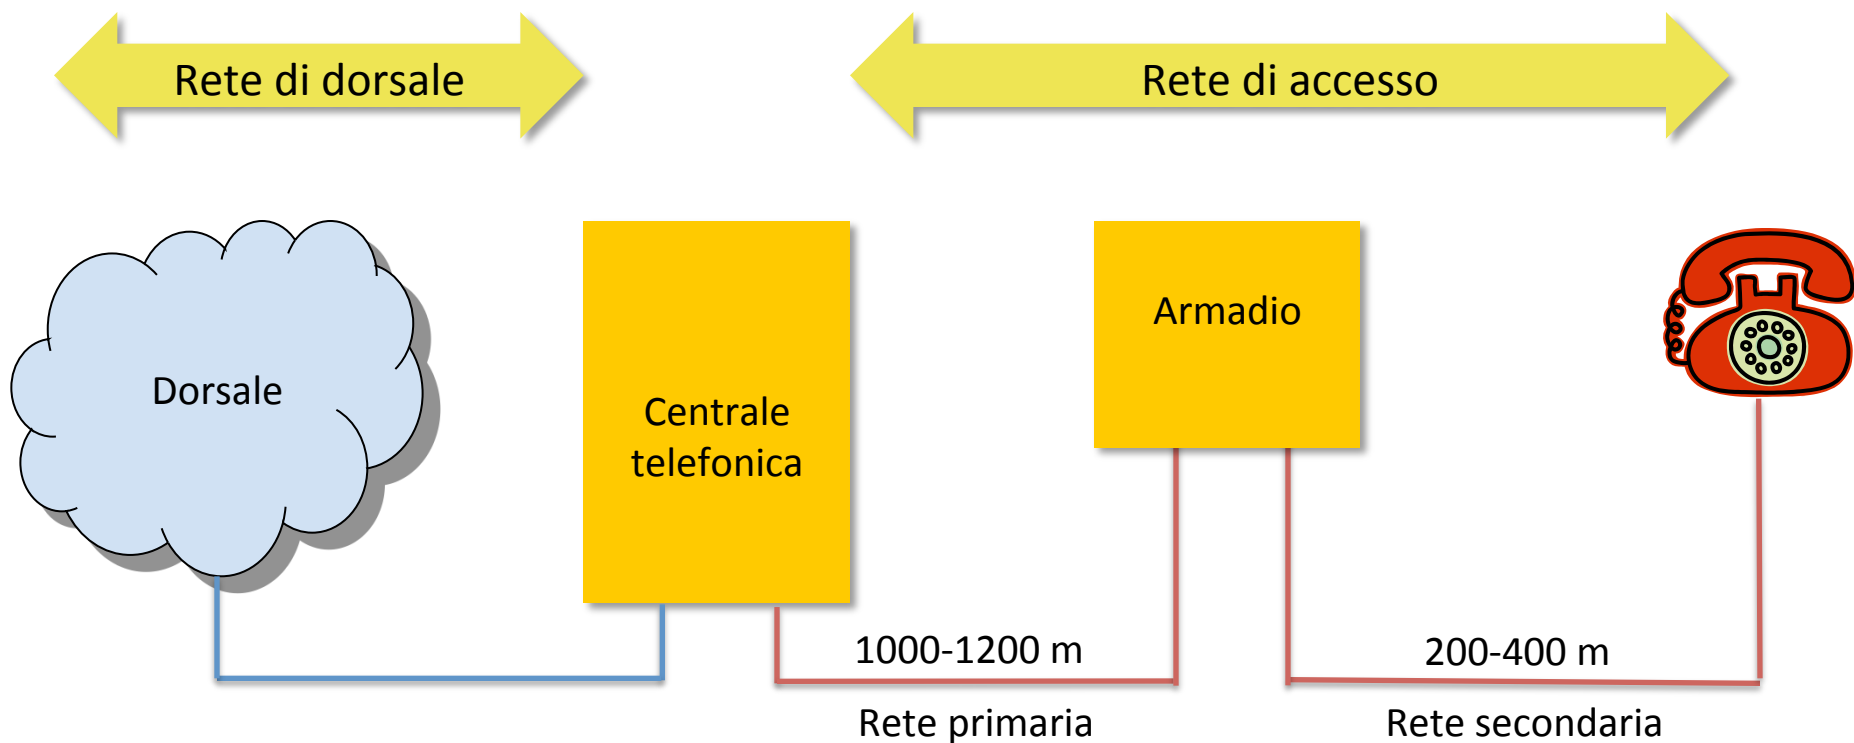 Rete di dorsale
Rete di accesso
Dorsale
Centrale
telefonica
Armadio
1000-1200 m
200-400 m
Rete primaria
Rete secondaria